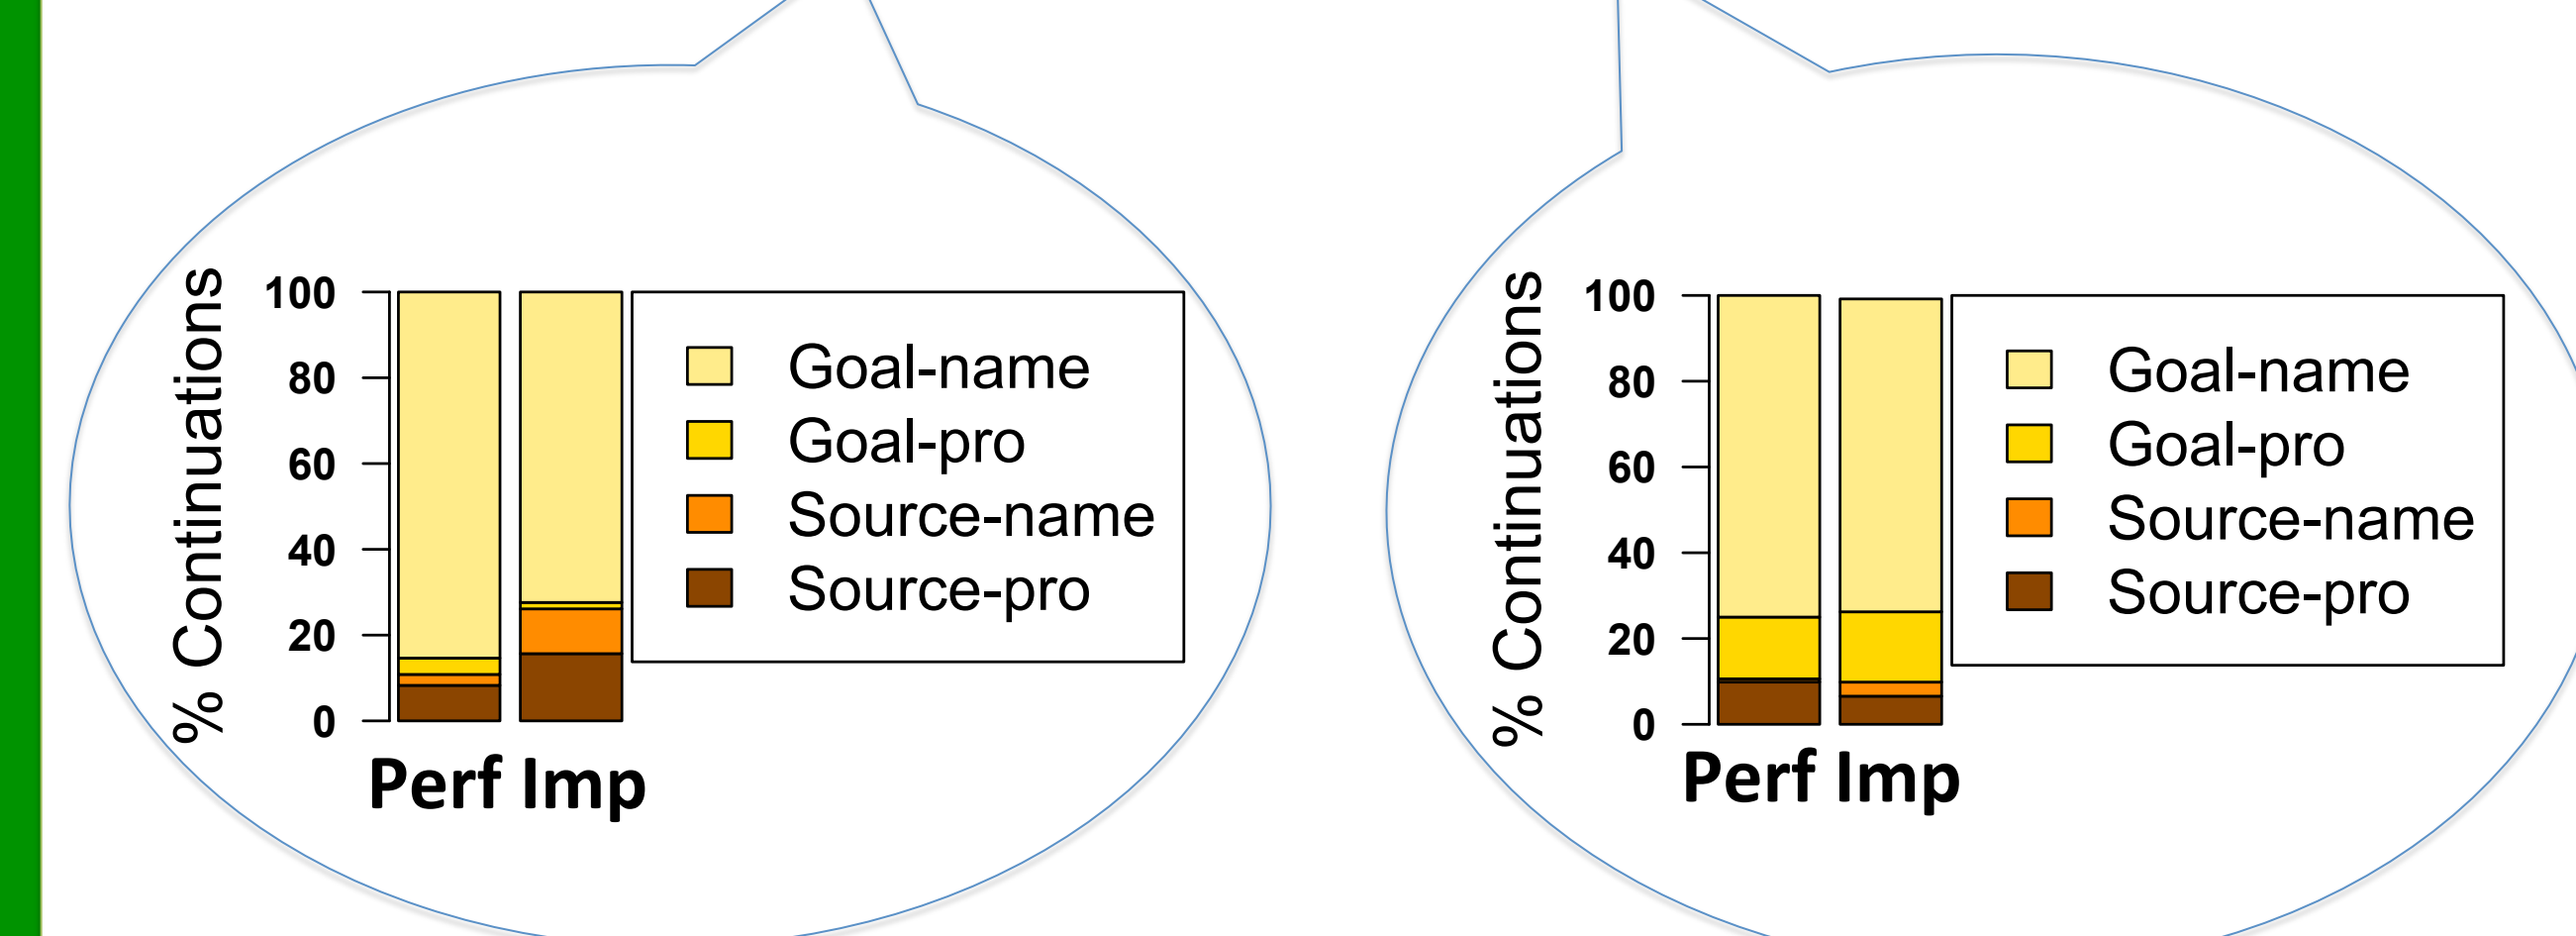 % Continuations
100
80
60
40
20
0
Perf Imp
Goal-name
Goal-pro
Source-name
Source-pro
% Continuations
100
80
60
40
20
0
Perf Imp
Goal-name
Goal-pro
Source-name
Source-pro